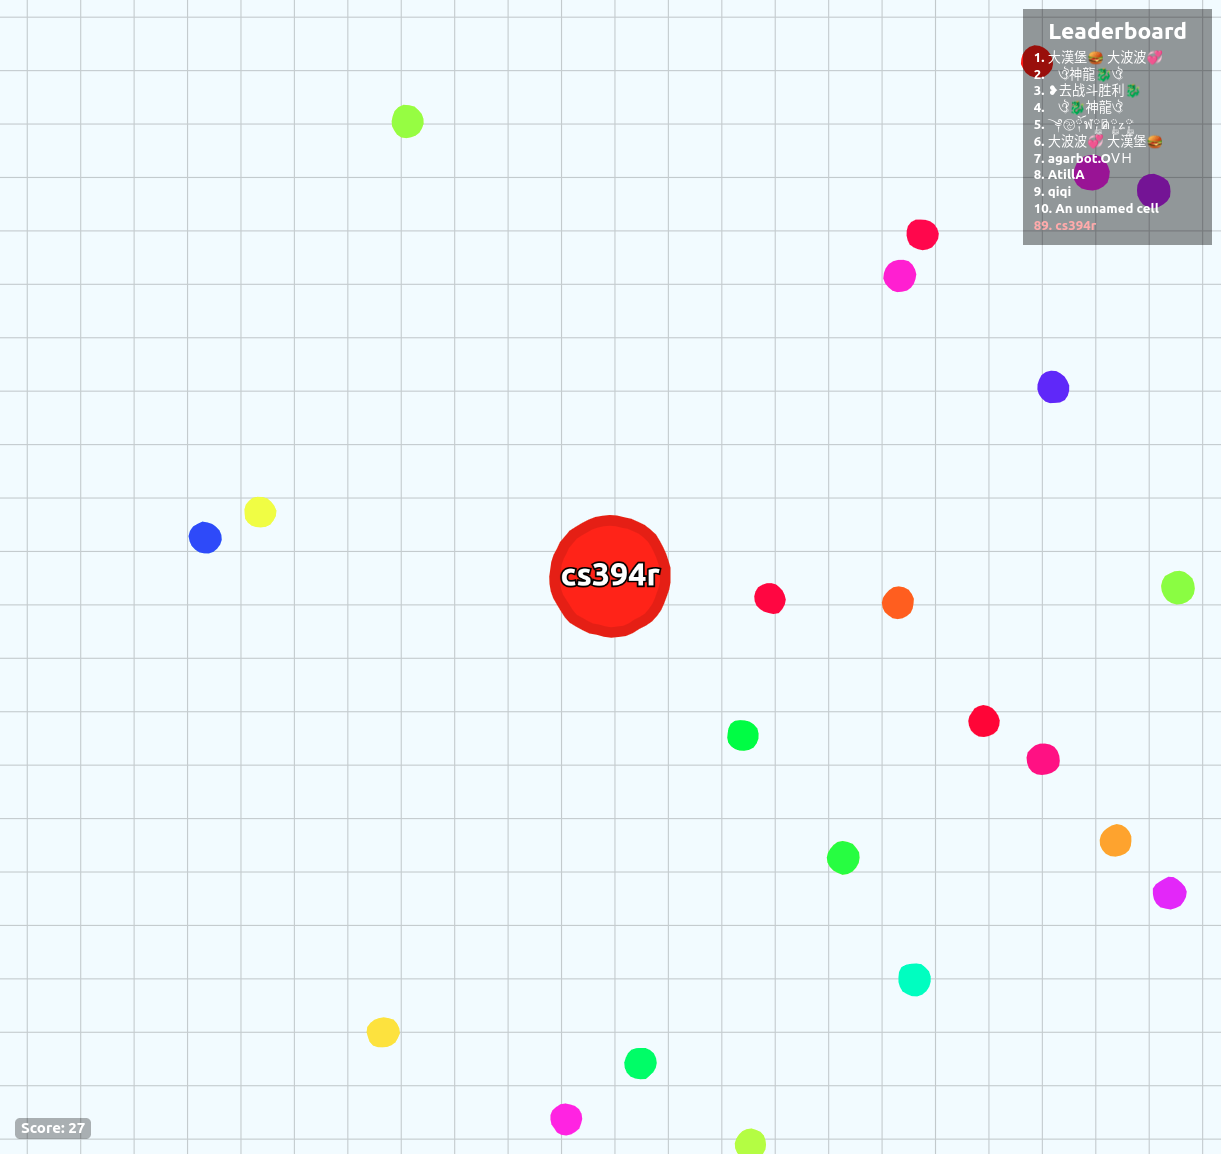 Leaderboard
1. 大漢堡🍔 大波波💞
2. 神龍🐉
3. ❥去战斗胜利🐉
4. 🐉神龍
5.
6. 大波波💞 大漢堡🍔
7. agarbot.OVH
8. AtillA
9. qiqi
10. An unnamed cell
89. cs394r
cs394r
Score: 27